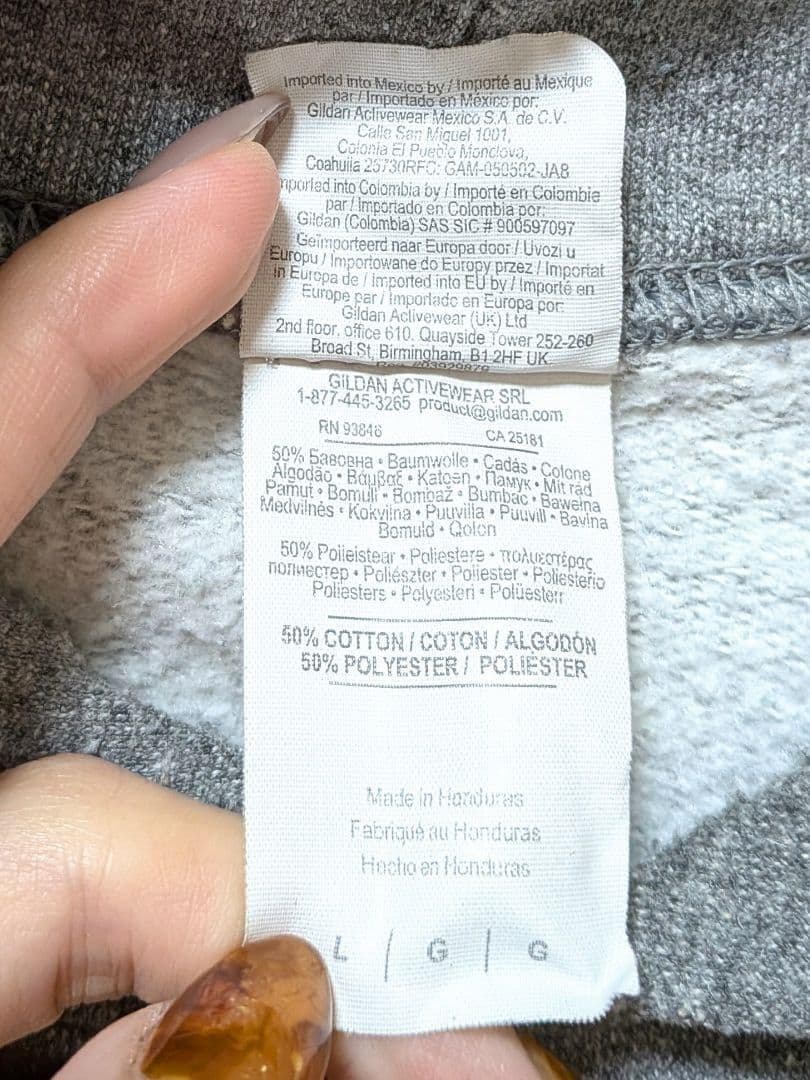 Imported into Mexico by / Importé au Mexique
par / Importado en México por:
Gildan Activewear Mexico S.A. de C.V.
Calle San Miguel 1001,
Colonia El Pueblo Monclova,
Coahuila 25730RFC: GAM-050502-JA8
mported into Colombia by / Importé en Colombie
par / Importado en Colombia por:
Gildan (Colombia) SAS SIC # 900597097
Geïmporteerd naar Europa door / Uvozi u
Europu / Importowane do Europy przez / Importat
in Europa de / Imported into EU by / Importé en
Europe par / Importado en Europa por:
Gildan Activewear (UK) Ltd
2nd floor, office 610. Quayside Tower 252-260
Broad St, Birmingham, B1 2HF UK
GILDAN ACTIVEWEAR SRL
1-877-445-3265 product@gildan.com
RN 93846 CA 25181
50% Бавовна • Baumwolle • Cadás • Cotone
Algodão • Βαμβαξ • Katoen • Памук • Mit rad
Pamut • Bomull • Bombaž • Bumbac • Bawełna
Medvilnės • Kokvilna • Puuvilla • Puuvill • Bavlna
Bomuld • Coton
50% Poileistear • Poliestere • πολυεστέρας
полиестер • Poliészter • Poliester • Poliesterio
Poliesters • Polyesteri • Polüester
50% COTTON / COTON / ALGODÓN
50% POLYESTER / POLIÉSTER
Made in Honduras
Fabriqué au Honduras
Hecho en Honduras
L | G | G